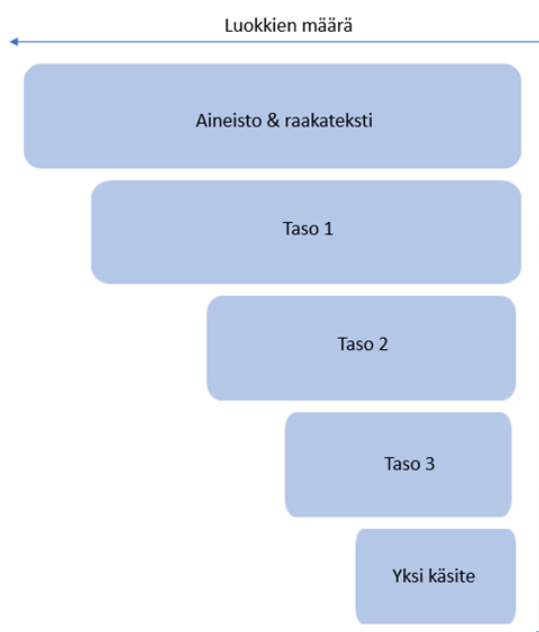 Luokkien määrä
Aineisto & raakateksti
Taso 1
Taso 2
Taso 3
Yksi käsite